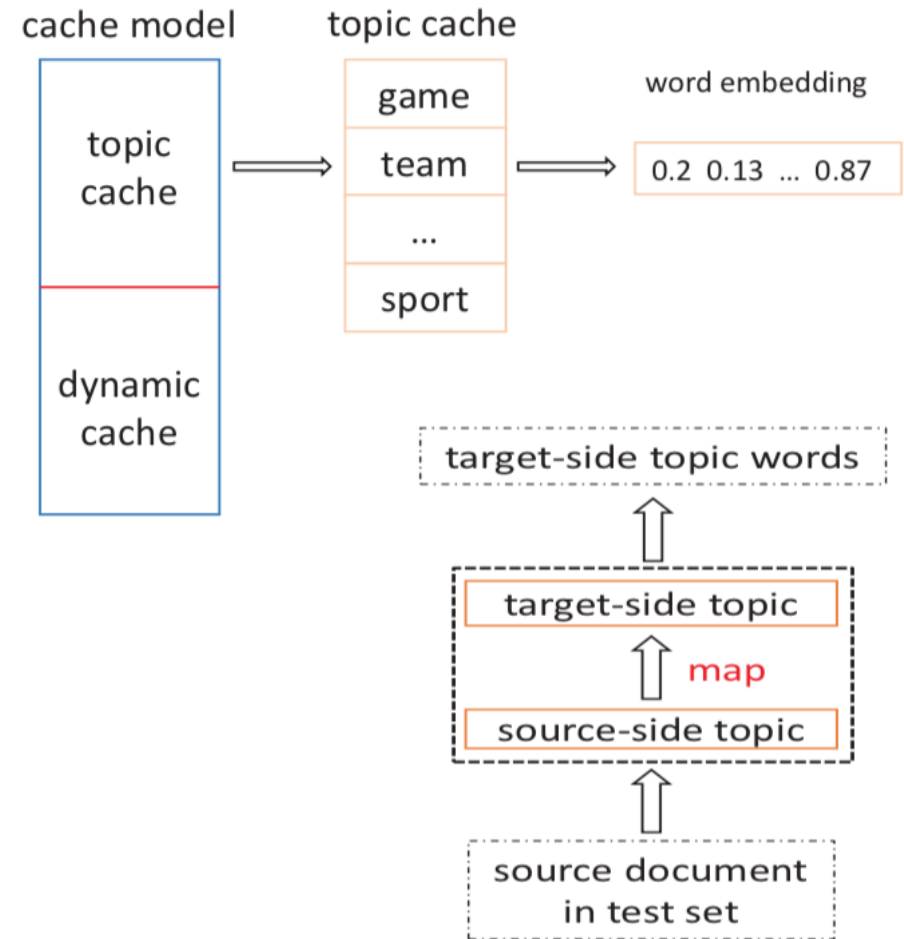 cache model
topic cache
topic
cache
dynamic
cache
game
team
...
sport
word embedding
0.2 0.13 ... 0.87
target-side topic words
target-side topic
map
source-side topic
source document
in test set